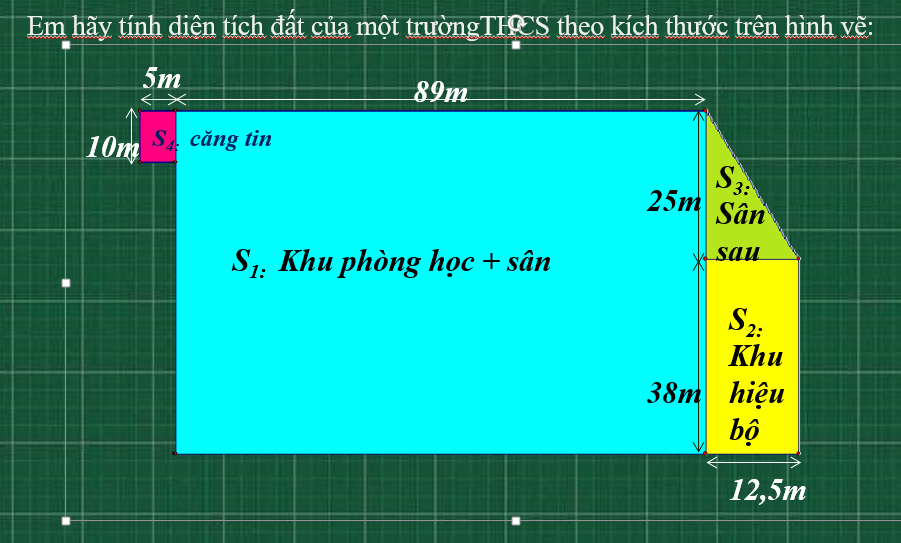 Em hãy tính diện tích đất của một trườngTHCS theo kích thước trên hình vẽ:
5m
89m
10m
S4: căng tin
25m
S3:
Sân
sau
S1: Khu phòng học + sân
S2:
Khu
hiệu
bộ
38m
12,5m